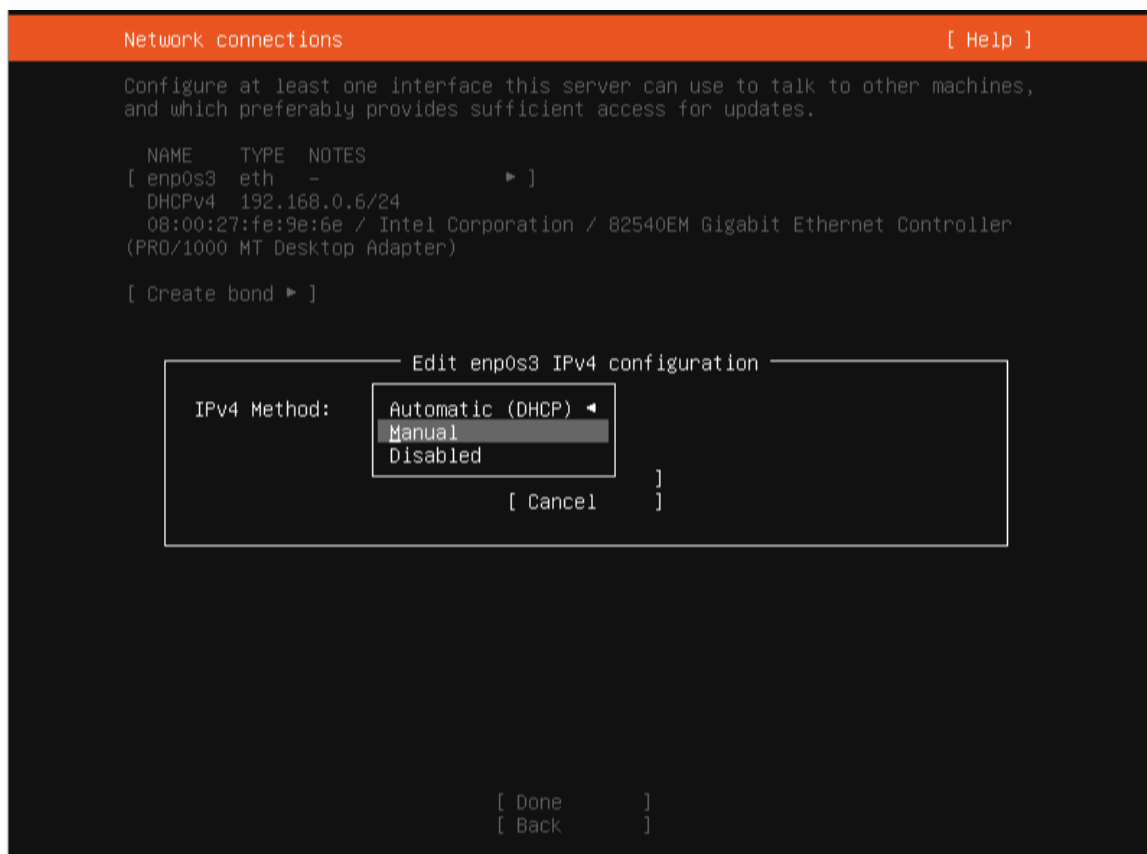 Network connections [ Help ]
Configure at least one interface this server can use to talk to other machines,
and which preferably provides sufficient access for updates.
NAME TYPE NOTES
[ enp0s3 eth - ▸ ]
DHCPv4 192.168.0.6/24
08:00:27:fe:9e:6e / Intel Corporation / 82540EM Gigabit Ethernet Controller
(PRO/1000 MT Desktop Adapter)
[ Create bond ▸ ]
Edit enp0s3 IPv4 configuration
IPv4 Method: Automatic (DHCP) ◂
Manual
Disabled
]
[ Cancel ]
[ Done ]
[ Back ]